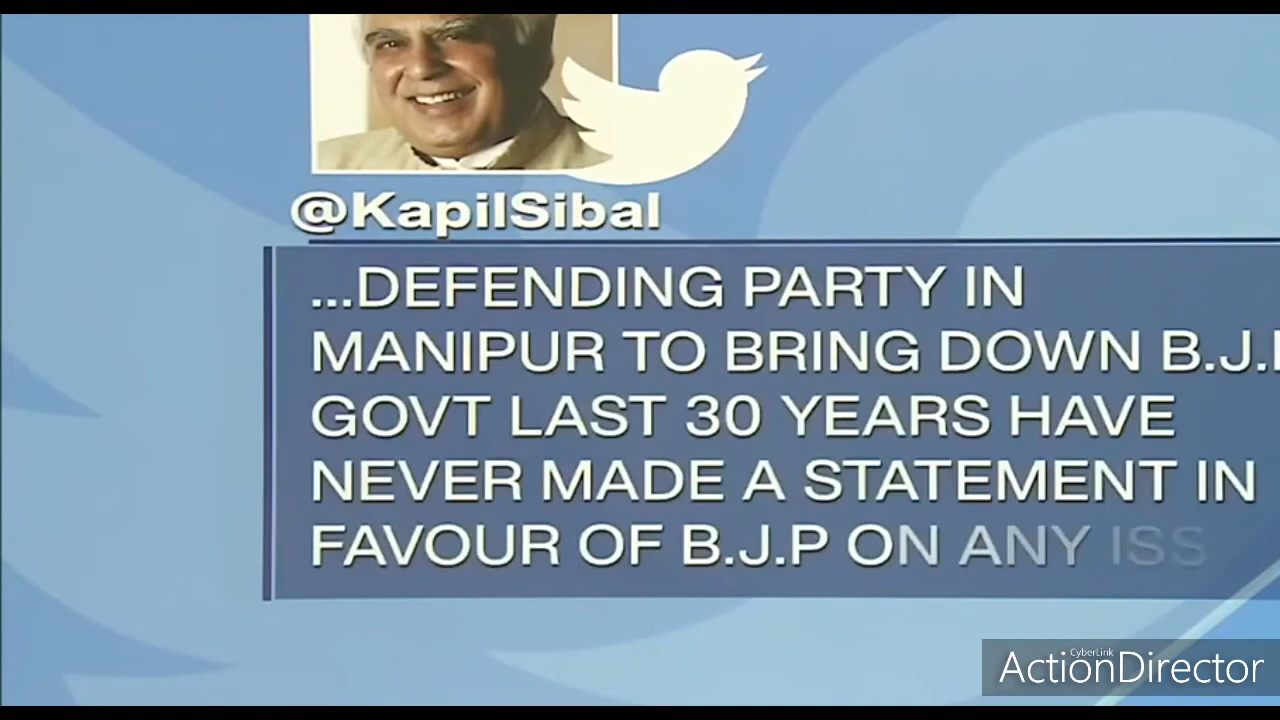 @KapilSibal
...DEFENDING PARTY IN
MANIPUR TO BRING DOWN B.J.
GOVT LAST 30 YEARS HAVE
NEVER MADE A STATEMENT IN
FAVOUR OF B.J.P ON ANY ISS
CyberLink
ActionDirector